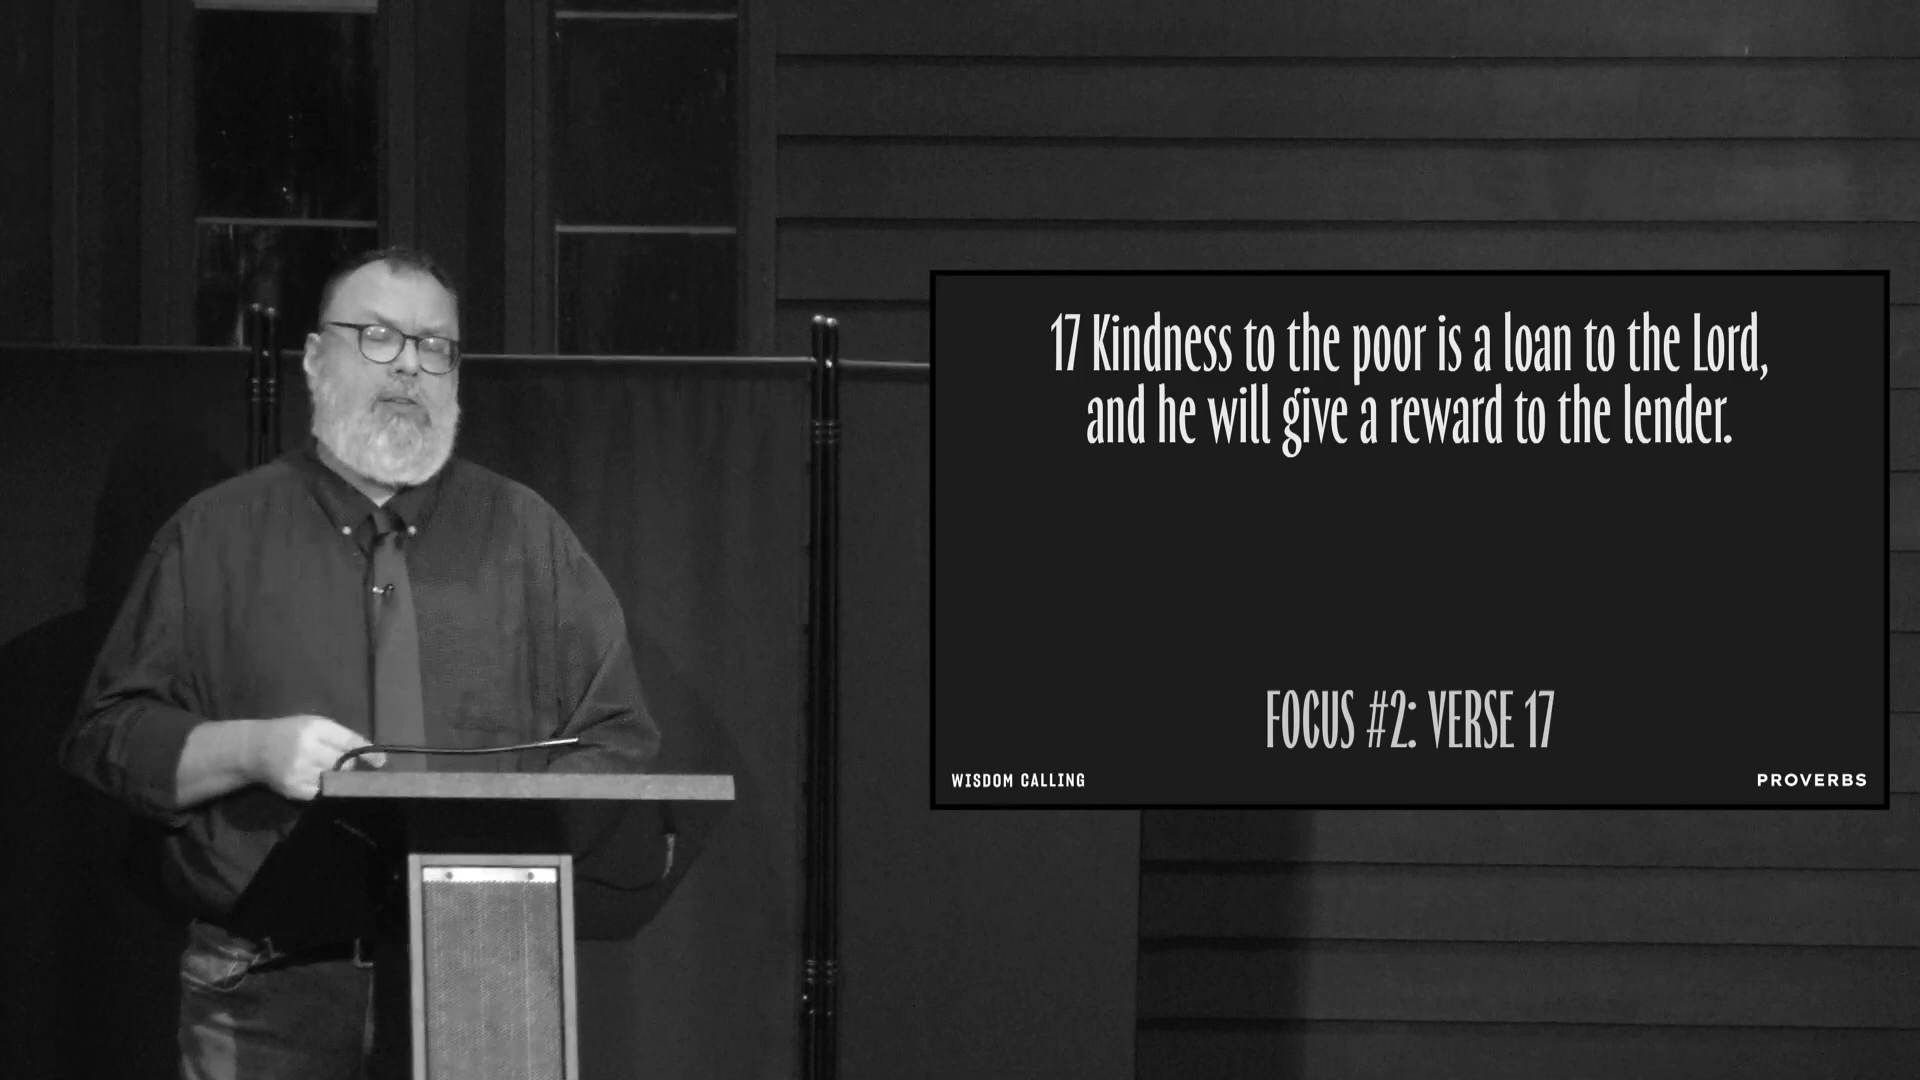 17 Kindness to the poor is a loan to the Lord,
and he will give a reward to the lender.
FOCUS #2: VERSE 17
WISDOM CALLING
PROVERBS